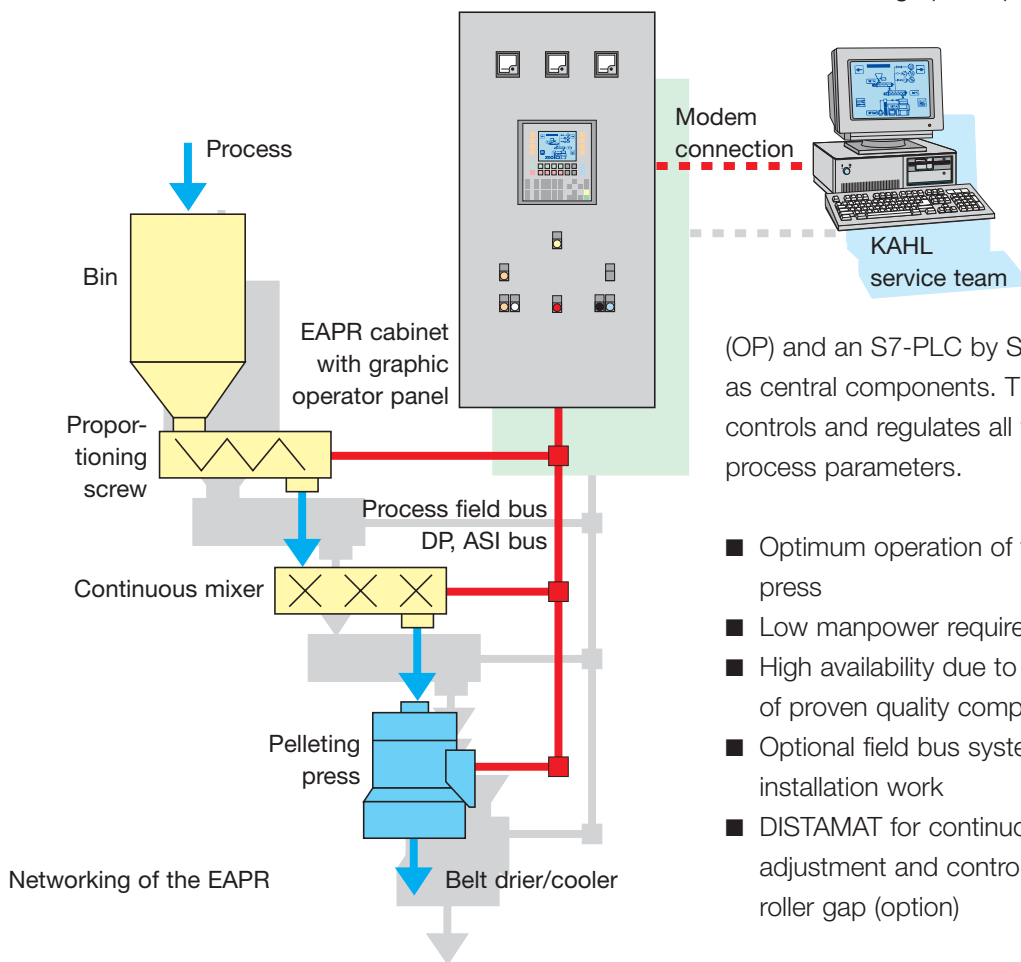 Process
Modem
connection
KAHL
service team
Bin
EAPR cabinet
with graphic
operator panel
Propor-
tioning
screw
Process field bus
DP, ASI bus
Continuous mixer
Pelleting
press
Networking of the EAPR
Belt drier/cooler
(OP) and an S7-PLC by S
as central components. T
controls and regulates all
process parameters.
■ Optimum operation of
press
■ Low manpower require
■ High availability due to
of proven quality comp
■ Optional field bus syste
installation work
■ DISTAMAT for continuo
adjustment and contro
roller gap (option)